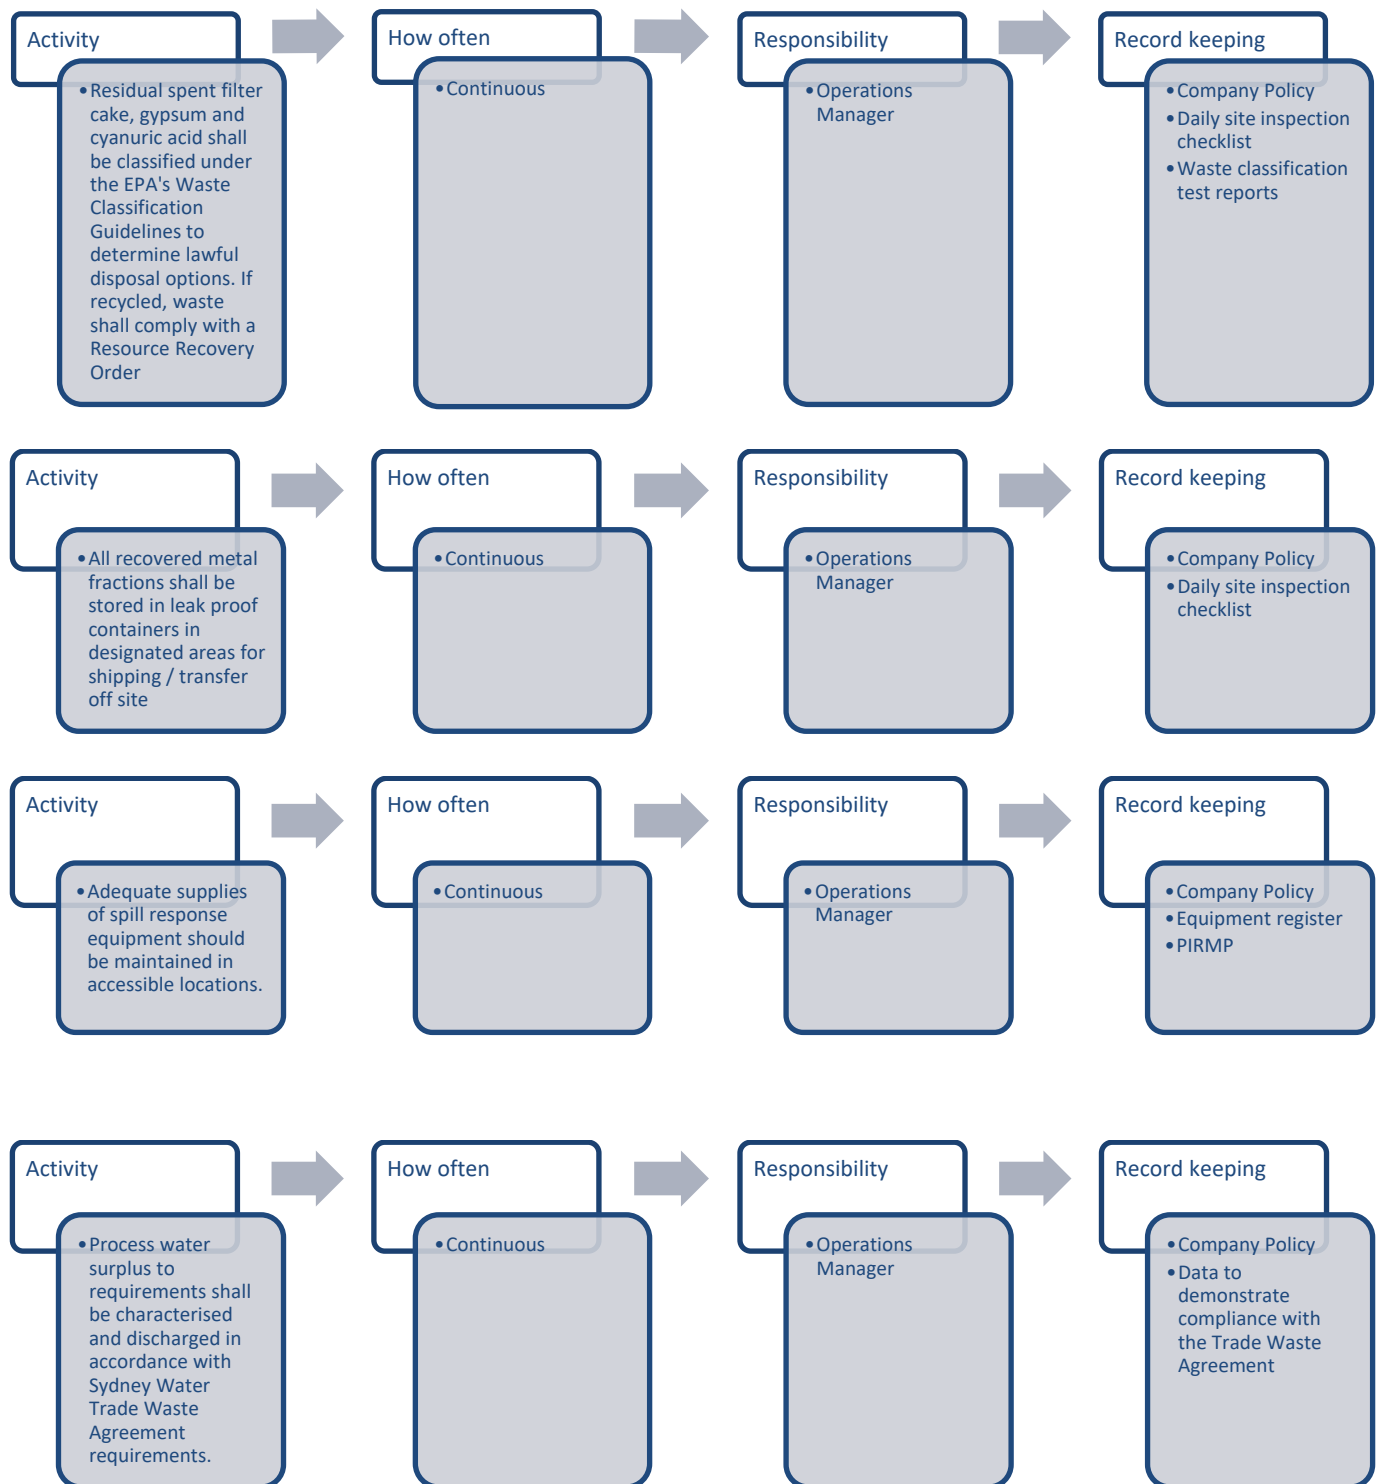 Activity
How often
Responsibility
Record keeping
•Residual spent filter
cake, gypsum and
cyanuric acid shall
be classified under
the EPA's Waste
Classification
Guidelines to
determine lawful
disposal options. If
recycled, waste
shall comply with a
Resource Recovery
Order
•Continuous
•Operations
Manager
•Company Policy
•Daily site inspection
checklist
•Waste classification
test reports
Activity
How often
Responsibility
Record keeping
•All recovered metal
fractions shall be
stored in leak proof
containers in
designated areas for
shipping / transfer
off site
•Continuous
•Operations
Manager
•Company Policy
•Daily site inspection
checklist
Activity
How often
Responsibility
Record keeping
•Adequate supplies
of spill response
equipment should
be maintained in
accessible locations.
•Continuous
•Operations
Manager
•Company Policy
•Equipment register
•PIRMP
Activity
How often
Responsibility
Record keeping
•Process water
surplus to
requirements shall
be characterised
and discharged in
accordance with
Sydney Water
Trade Waste
Agreement
requirements.
•Continuous
•Operations
Manager
•Company Policy
•Data to
demonstrate
compliance with
the Trade Waste
Agreement